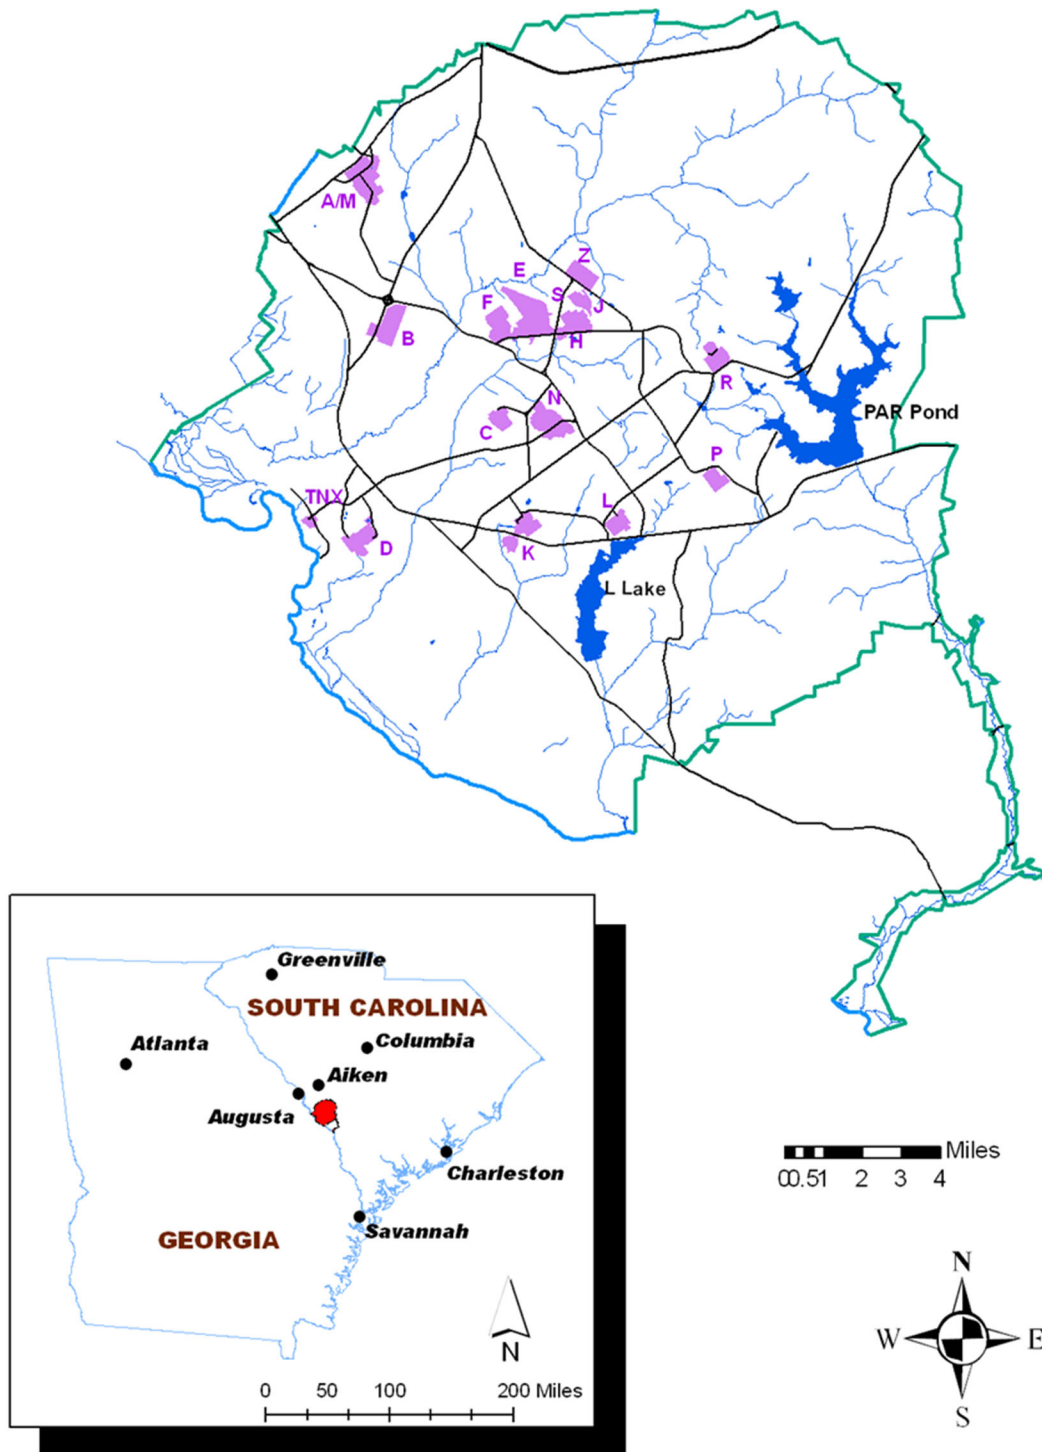 A/M
Z
E
S
F
J
B
H
R
N
PAR Pond
C
P
TNX
L
D
K
L Lake
Greenville
SOUTH CAROLINA
Atlanta
Columbia
Aiken
Augusta
Charleston
Savannah
GEORGIA
N
0 50 100 200 Miles
Miles
00.51 2 3 4
N
W E
S